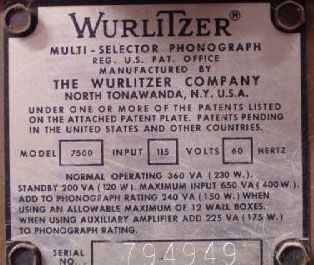 WURLITZER®
MULTI-SELECTOR PHONOGRAPH
REG. U.S. PAT. OFFICE
MANUFACTURED BY
THE WURLITZER COMPANY
NORTH TONAWANDA, N.Y. U.S.A.
UNDER ONE OR MORE OF THE PATENTS LISTED
ON THE ATTACHED PATENT PLATE. PATENTS PENDING
IN THE UNITED STATES AND OTHER COUNTRIES.
MODEL 7500 INPUT 115 VOLTS 60 HERTZ
NORMAL OPERATING 360 VA (230 W.)
STANDBY 200 VA (120 W). MAXIMUM INPUT 650 VA (400 W.)
ADD TO PHONOGRAPH RATING 240 VA (150 W.) WHEN
USING AN ALLOWABLE MAXIMUM OF 12 WALL BOXES.
WHEN USING AUXILIARY AMPLIFIER ADD 225 VA (175 W.)
TO PHONOGRAPH RATING.
SERIAL NO. 794949